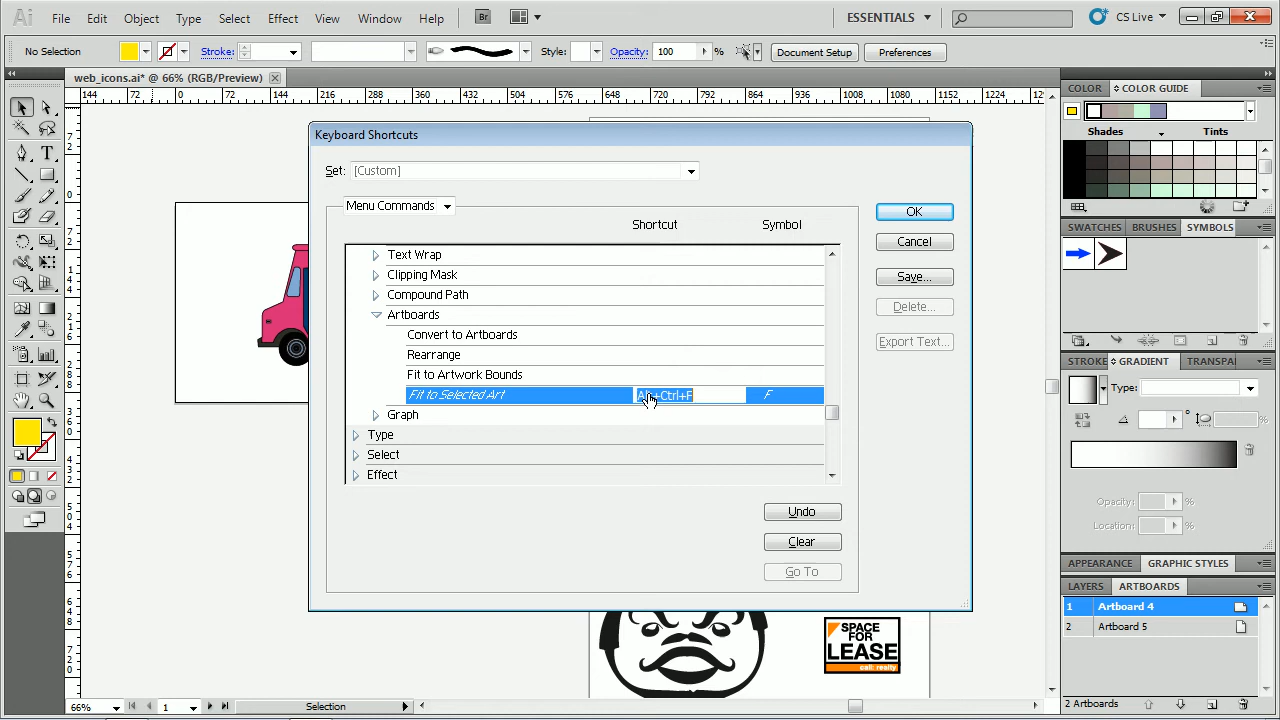 Ai File Edit Object Type Select Effect View Window Help Br ESSENTIALS CS Live
No Selection Stroke: Style: Opacity: 100 % Document Setup Preferences
web_icons.ai* @ 66% (RGB/Preview)
144 72 0 72 144 216 288 360 432 504 576 648 720 792 864 936 1008 1080 1152 1224 129
COLOR COLOR GUIDE
Shades Tints
SWATCHES BRUSHES SYMBOLS
STROKE GRADIENT TRANSPA
Type:
%
Opacity: %
Location: %
APPEARANCE GRAPHIC STYLES
LAYERS ARTBOARDS
1 Artboard 4
2 Artboard 5
2 Artboards
Keyboard Shortcuts
Set: [Custom]
Menu Commands
Shortcut Symbol
Text Wrap
Clipping Mask
Compound Path
Artboards
Convert to Artboards
Rearrange
Fit to Artwork Bounds
Fit to Selected Art Alt+Ctrl+F F
Graph
Type
Select
Effect
OK
Cancel
Save...
Delete...
Export Text...
Undo
Clear
Go To
SPACE
FOR
LEASE
call: realty
66% 1 Selection